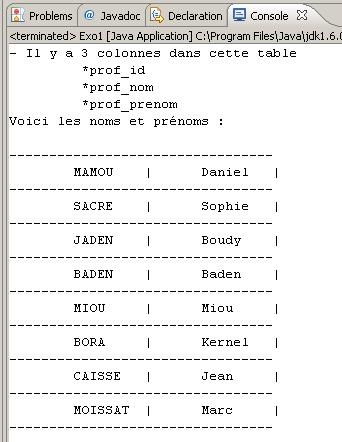 Problems @ Javadoc Declaration Console
<terminated> Exo1 [Java Application] C:\Program Files\Java\jdk1.6.0
- Il y a 3 colonnes dans cette table
*prof_id
*prof_nom
*prof_prenom
Voici les noms et prénoms :
---------------------------------
MAMOU | Daniel |
---------------------------------
SACRE | Sophie |
---------------------------------
JADEN | Boudy |
---------------------------------
BADEN | Baden |
---------------------------------
MIOU | Miou |
---------------------------------
BORA | Kernel |
---------------------------------
CAISSE | Jean |
---------------------------------
MOISSAT | Marc |
---------------------------------